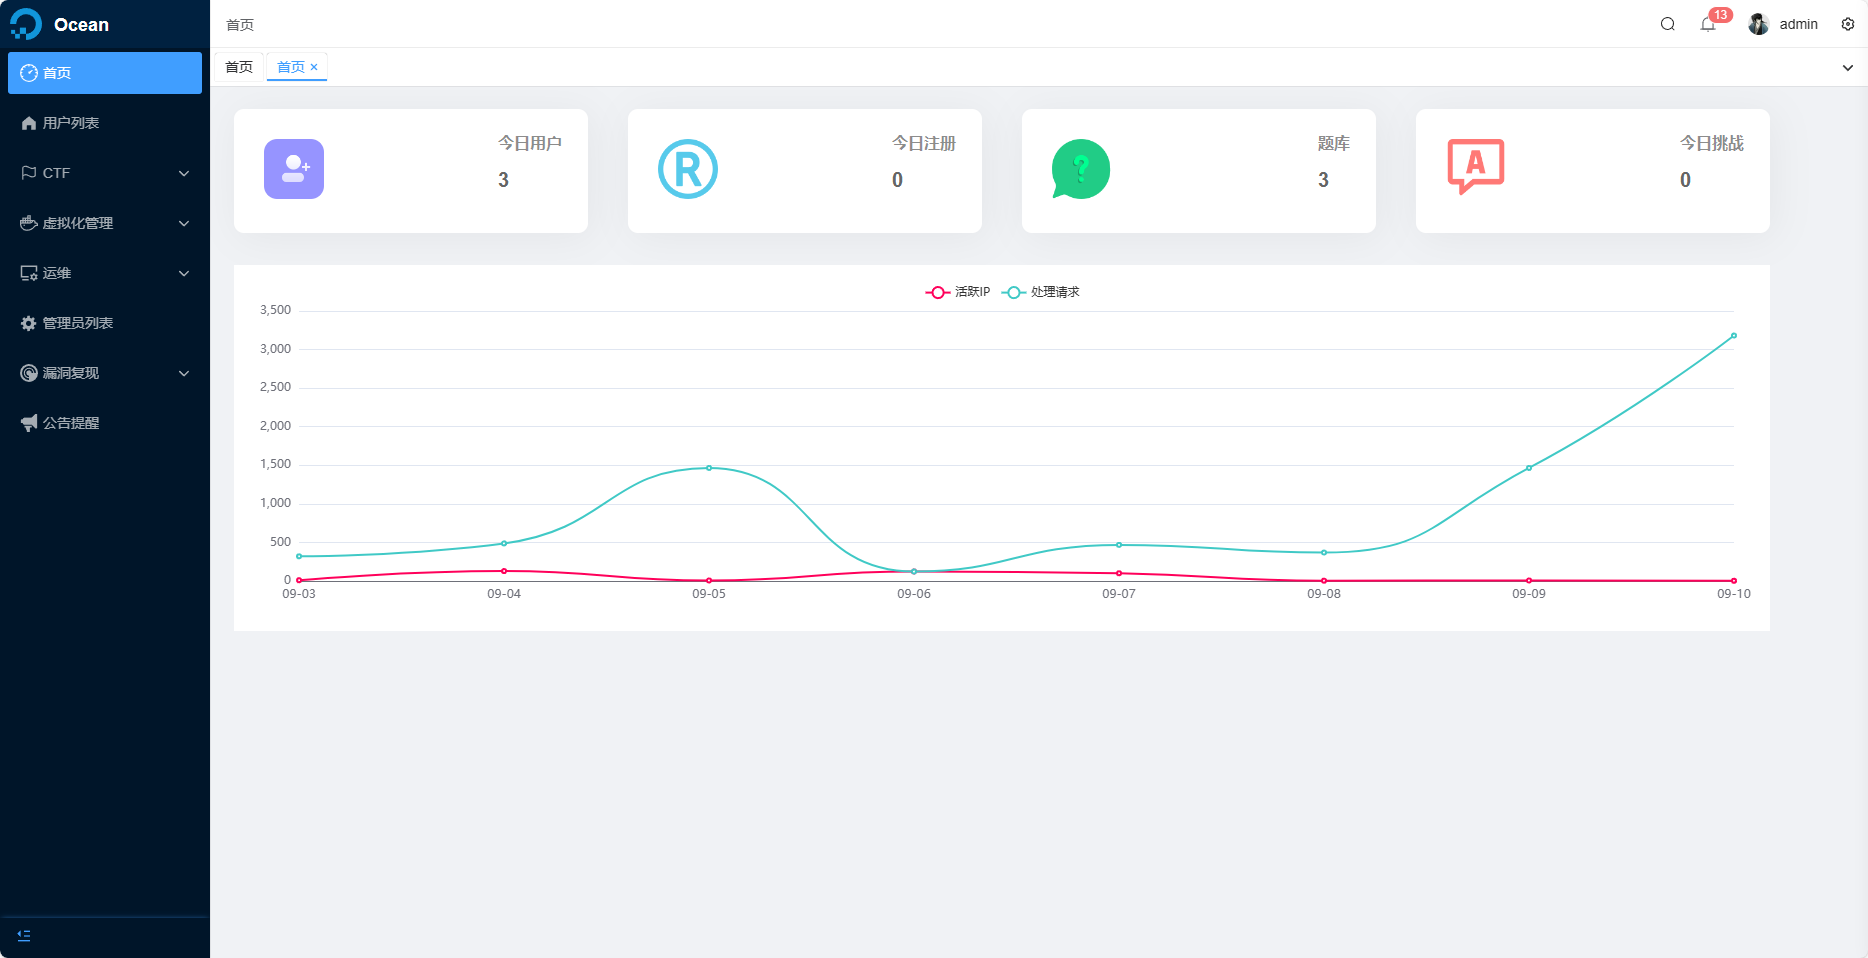 Ocean
首页
用户列表
CTF
虚拟化管理
运维
管理员列表
漏洞复现
公告提醒
首页
13
admin
首页
首页 ×
今日用户
3
R
今日注册
0
?
题库
3
A
今日挑战
0
活跃IP 处理请求
3,500
3,000
2,500
2,000
1,500
1,000
500
0
09-03 09-04 09-05 09-06 09-07 09-08 09-09 09-10